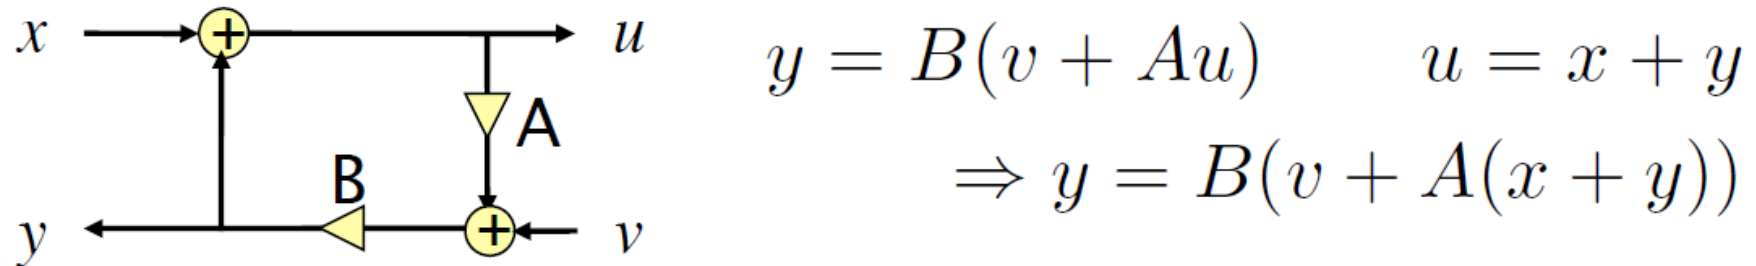 x + u
A
B
y + v
y = B(v + Au) u = x + y
⇒ y = B(v + A(x + y))